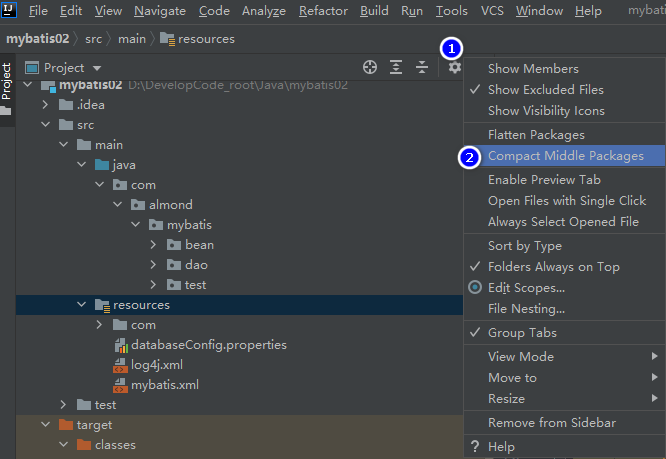 IJ File Edit View Navigate Code Analyze Refactor Build Run Tools VCS Window Help mybati
mybatis02 src main resources
Project
Project
1
mybatis02 D:\DevelopCode_root\Java\mybatis02
.idea
src
main
java
com
almond
mybatis
bean
dao
test
resources
com
databaseConfig.properties
log4j.xml
mybatis.xml
test
target
classes
Show Members
Show Excluded Files
Show Visibility Icons
Flatten Packages
2 Compact Middle Packages
Enable Preview Tab
Open Files with Single Click
Always Select Opened File
Sort by Type
Folders Always on Top
Edit Scopes...
File Nesting...
Group Tabs
View Mode
Move to
Resize
Remove from Sidebar
? Help